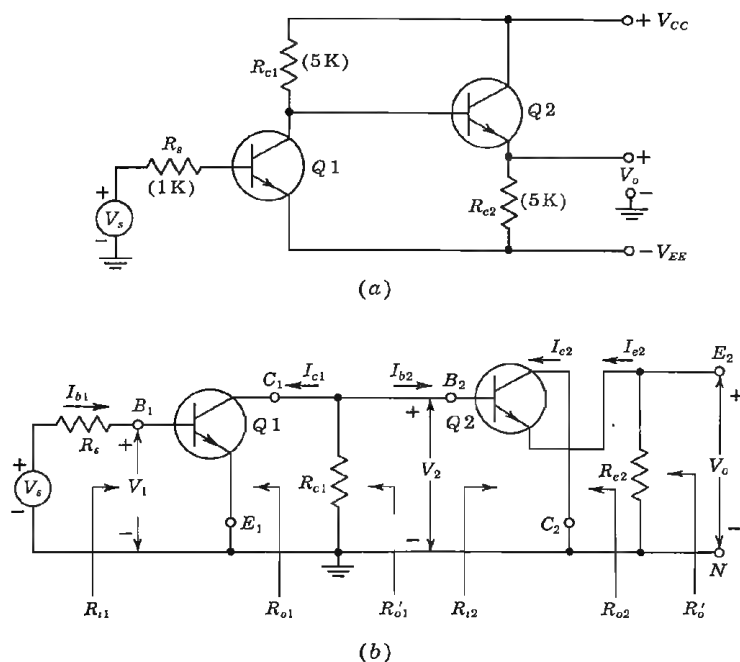 + V_CC
R_c1 (5K)
Q2
R_s
Q1
(1K)
+
V_o
−
+
V_s
−
R_c2 (5K)
− V_EE
(a)
I_c2 I_e2 E_2
C_1 I_c1 I_b2 B_2
I_b1 B_1
+
Q1
+
Q2
R_s
+
V_s
−
+
V_1
−
R_c1
V_2
R_e2
V_o
E_1
−
C_2
−
N
R_i1 R_o1 R'_o1 R_i2 R_o2 R'_o
(b)